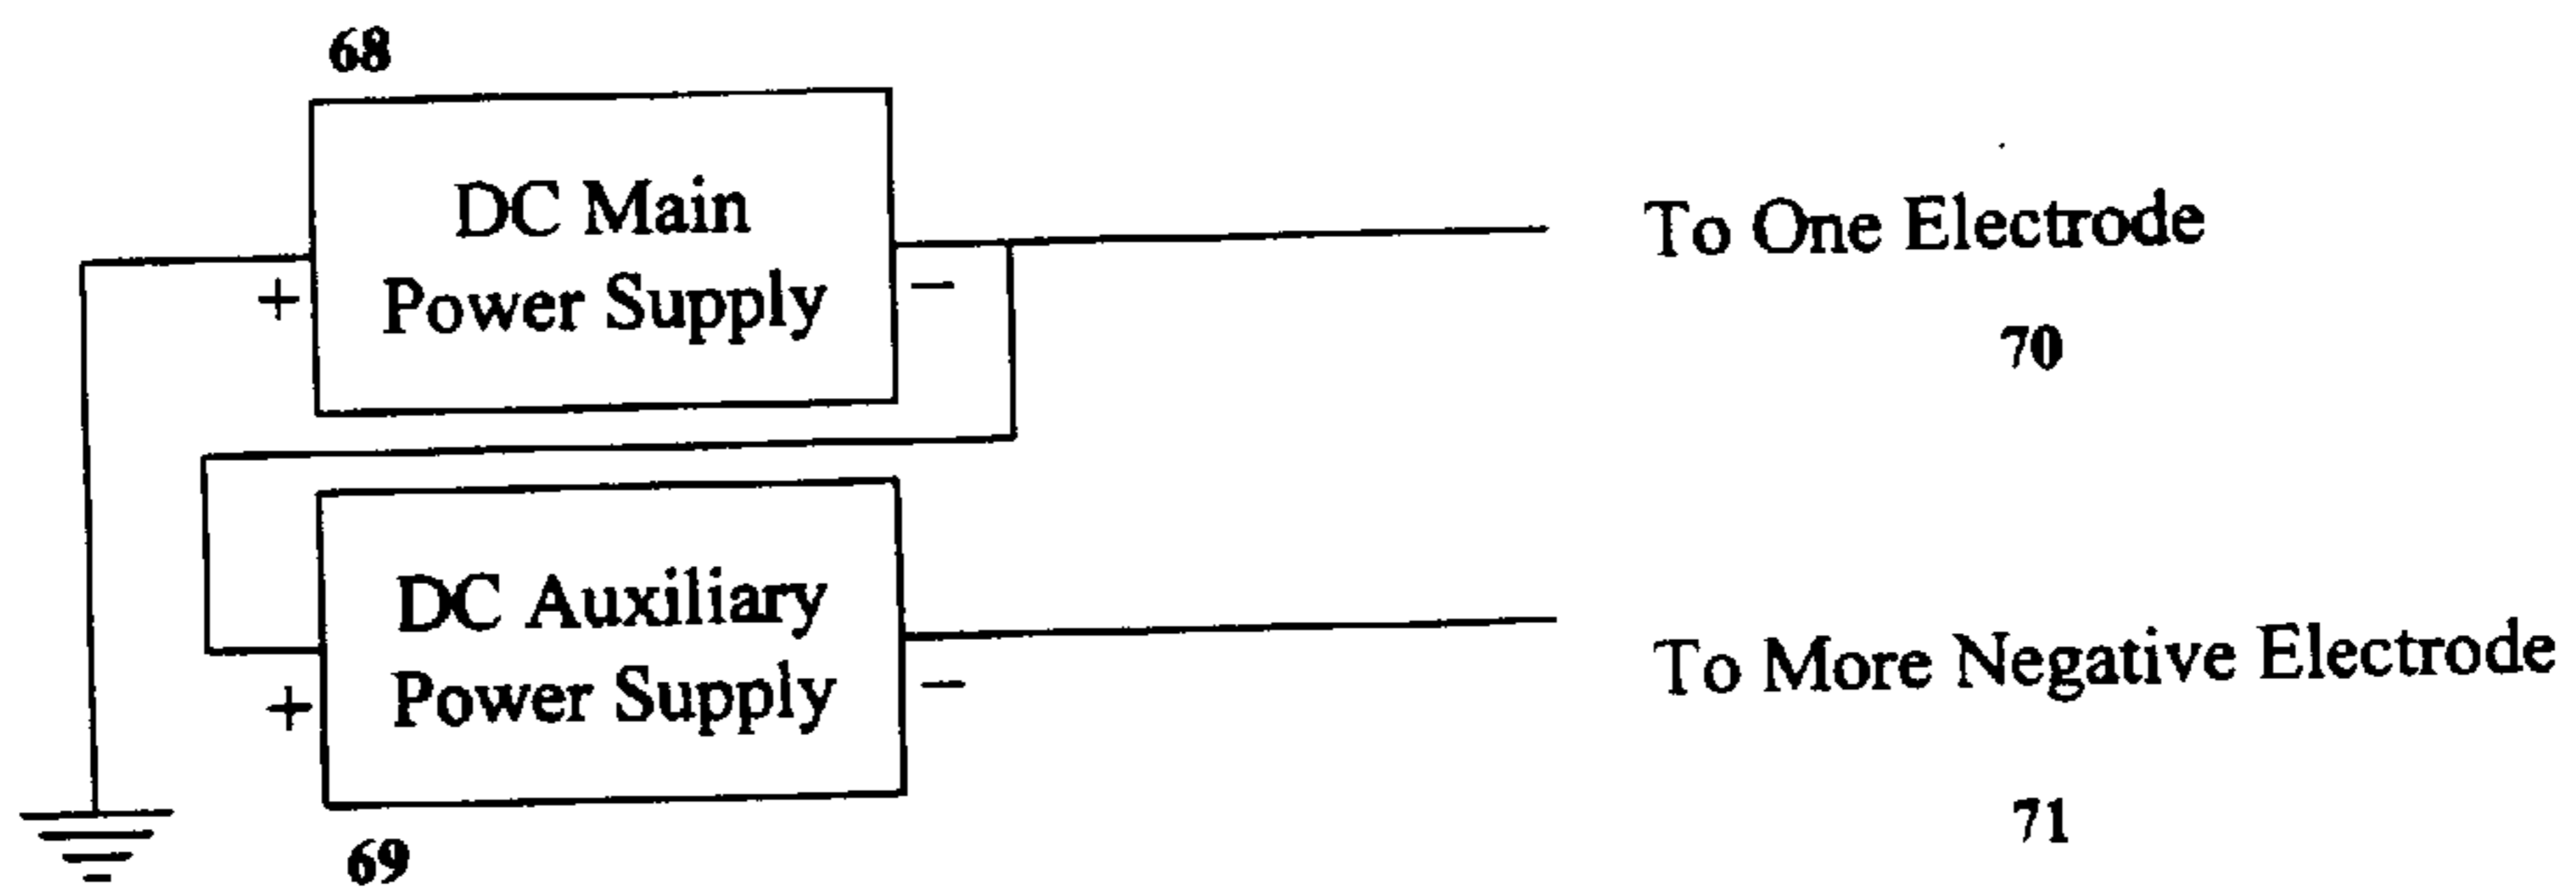 68
DC Main
Power Supply
+
−
To One Electrode
70
DC Auxiliary
Power Supply
+
−
To More Negative Electrode
71
69